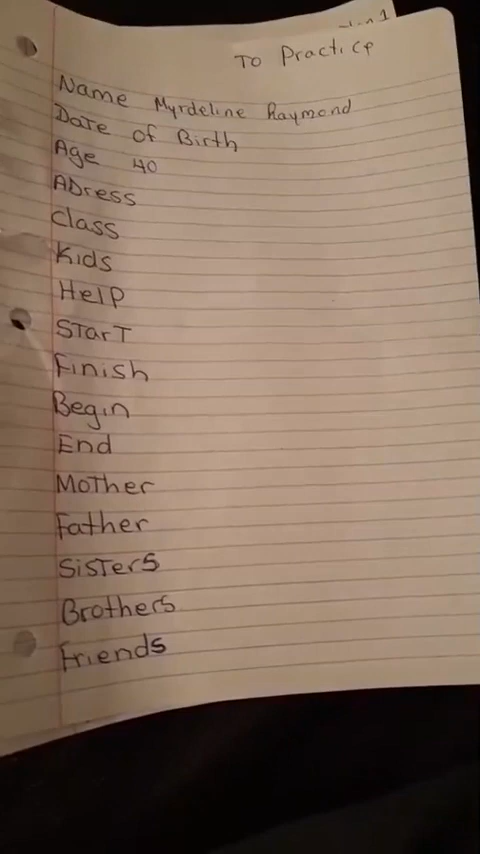 To Practice
Name Myrdeline Raymond
Date of Birth
Age 40
ADress
Class
Kids
Help
STarT
Finish
Begin
End
MoTher
Father
SisTerS
Brothers
Friends